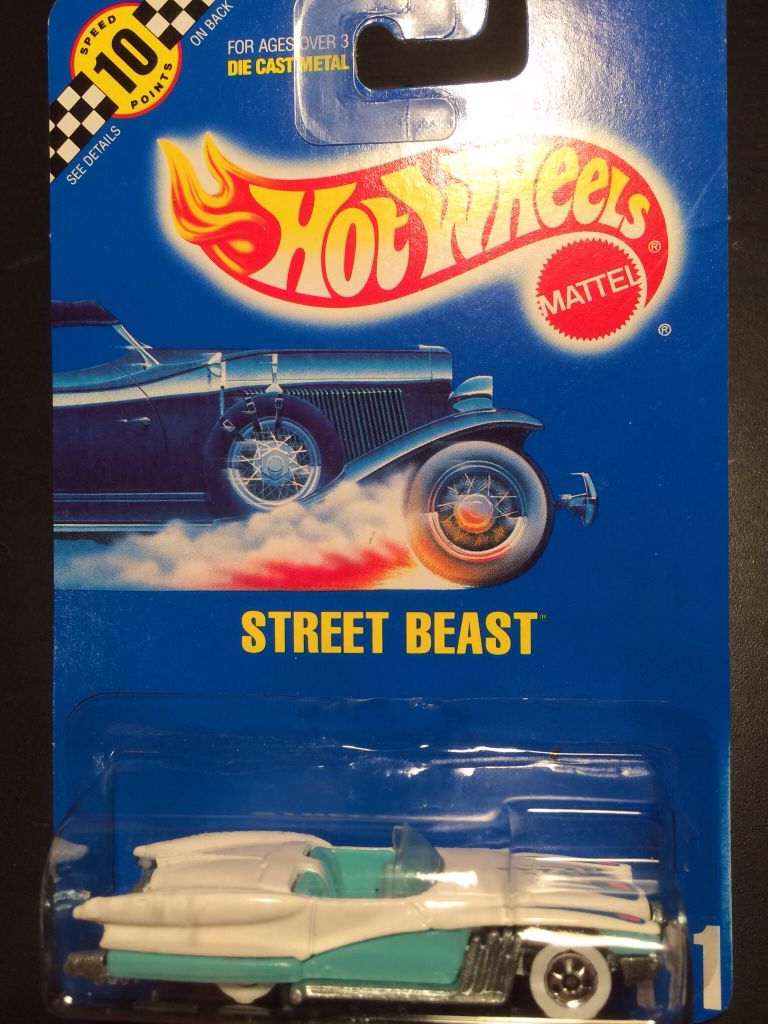 SPEED
10
POINTS
ON BACK
SEE DETAILS
FOR AGES OVER 3
DIE CAST METAL
HOT WHEELS®
MATTEL
®
STREET BEAST
1